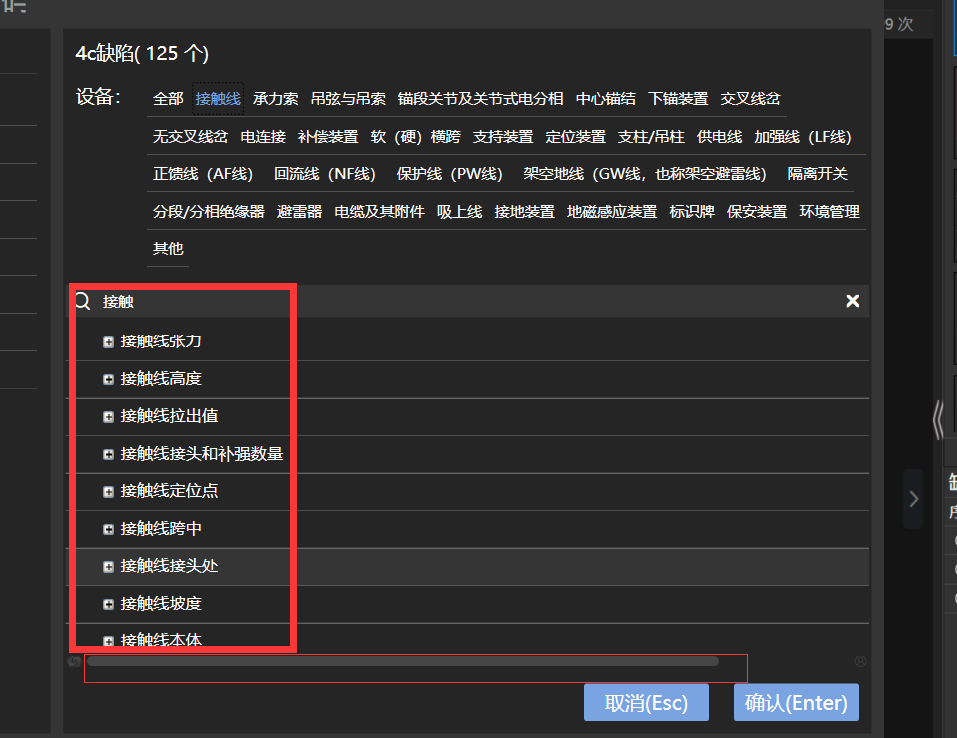 9 次
4c缺陷( 125 个)
设备： 全部 接触线 承力索 吊弦与吊索 锚段关节及关节式电分相 中心锚结 下锚装置 交叉线岔
无交叉线岔 电连接 补偿装置 软（硬）横跨 支持装置 定位装置 支柱/吊柱 供电线 加强线（LF线）
正馈线（AF线） 回流线（NF线） 保护线（PW线） 架空地线（GW线，也称架空避雷线） 隔离开关
分段/分相绝缘器 避雷器 电缆及其附件 吸上线 接地装置 地磁感应装置 标识牌 保安装置 环境管理
其他
接触
接触线张力
接触线高度
接触线拉出值
接触线接头和补强数量
接触线定位点
接触线跨中
接触线接头处
接触线坡度
接触线本体
取消(Esc) 确认(Enter)